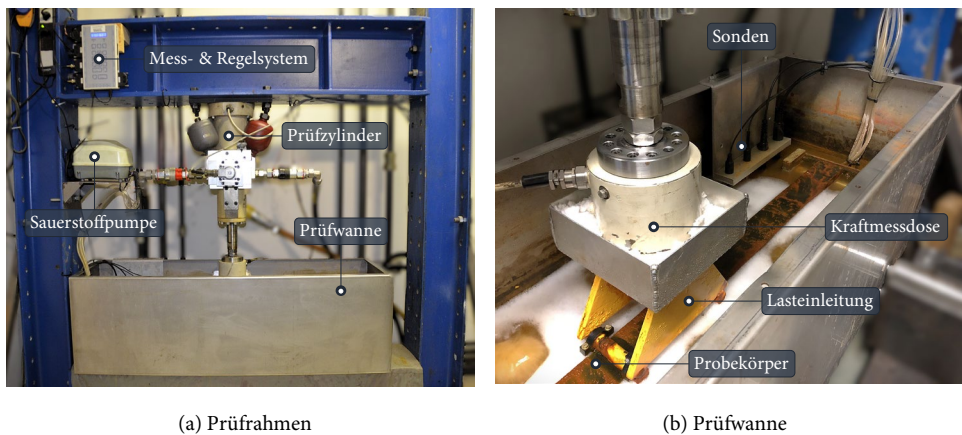 Mess- & Regelsystem
Prüfzylinder
Sauerstoffpumpe
Prüfwanne
Sonden
Kraftmessdose
Lasteinleitung
Probekörper
(a) Prüfrahmen
(b) Prüfwanne